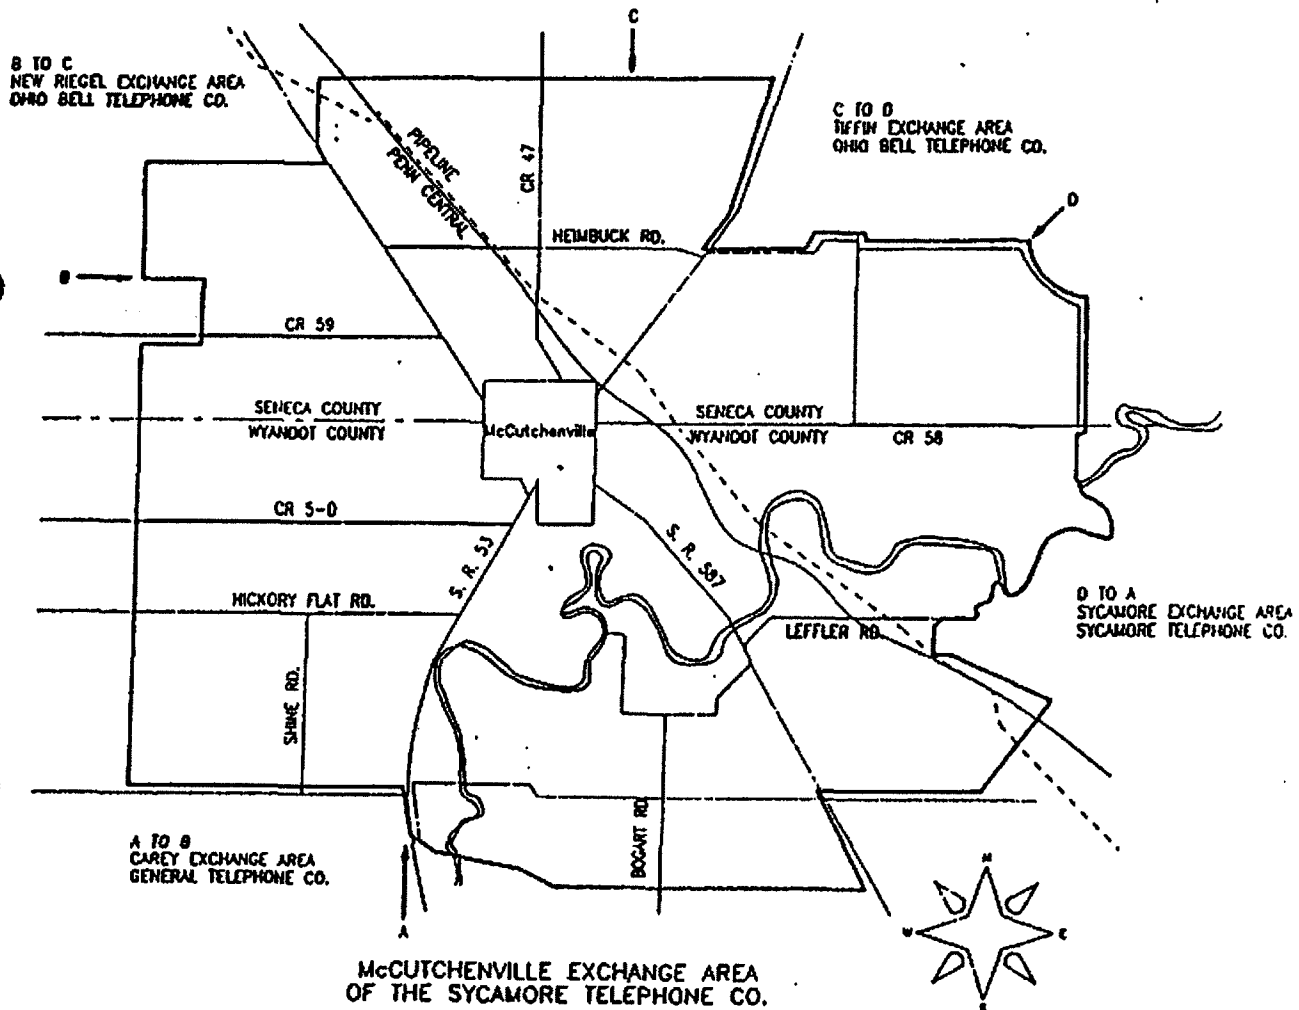 C
B TO C
NEW RIEGEL EXCHANGE AREA
OHIO BELL TELEPHONE CO.
C TO D
TIFFIN EXCHANGE AREA
OHIO BELL TELEPHONE CO.
PIPELINE
PENN CENTRAL
CR 47
D
HEIMBUCK RD.
B
CR 59
SENECA COUNTY
WYANDOT COUNTY
McCutchenville
SENECA COUNTY
WYANDOT COUNTY
CR 58
CR 5-0
S. R. 53
S. R. 587
HICKORY FLAT RD.
LEFFLER RD.
D TO A
SYCAMORE EXCHANGE AREA
SYCAMORE TELEPHONE CO.
SHINE RD.
BOGART RD.
A TO B
CAREY EXCHANGE AREA
GENERAL TELEPHONE CO.
A
N
W
E
S
McCUTCHENVILLE EXCHANGE AREA
OF THE SYCAMORE TELEPHONE CO.